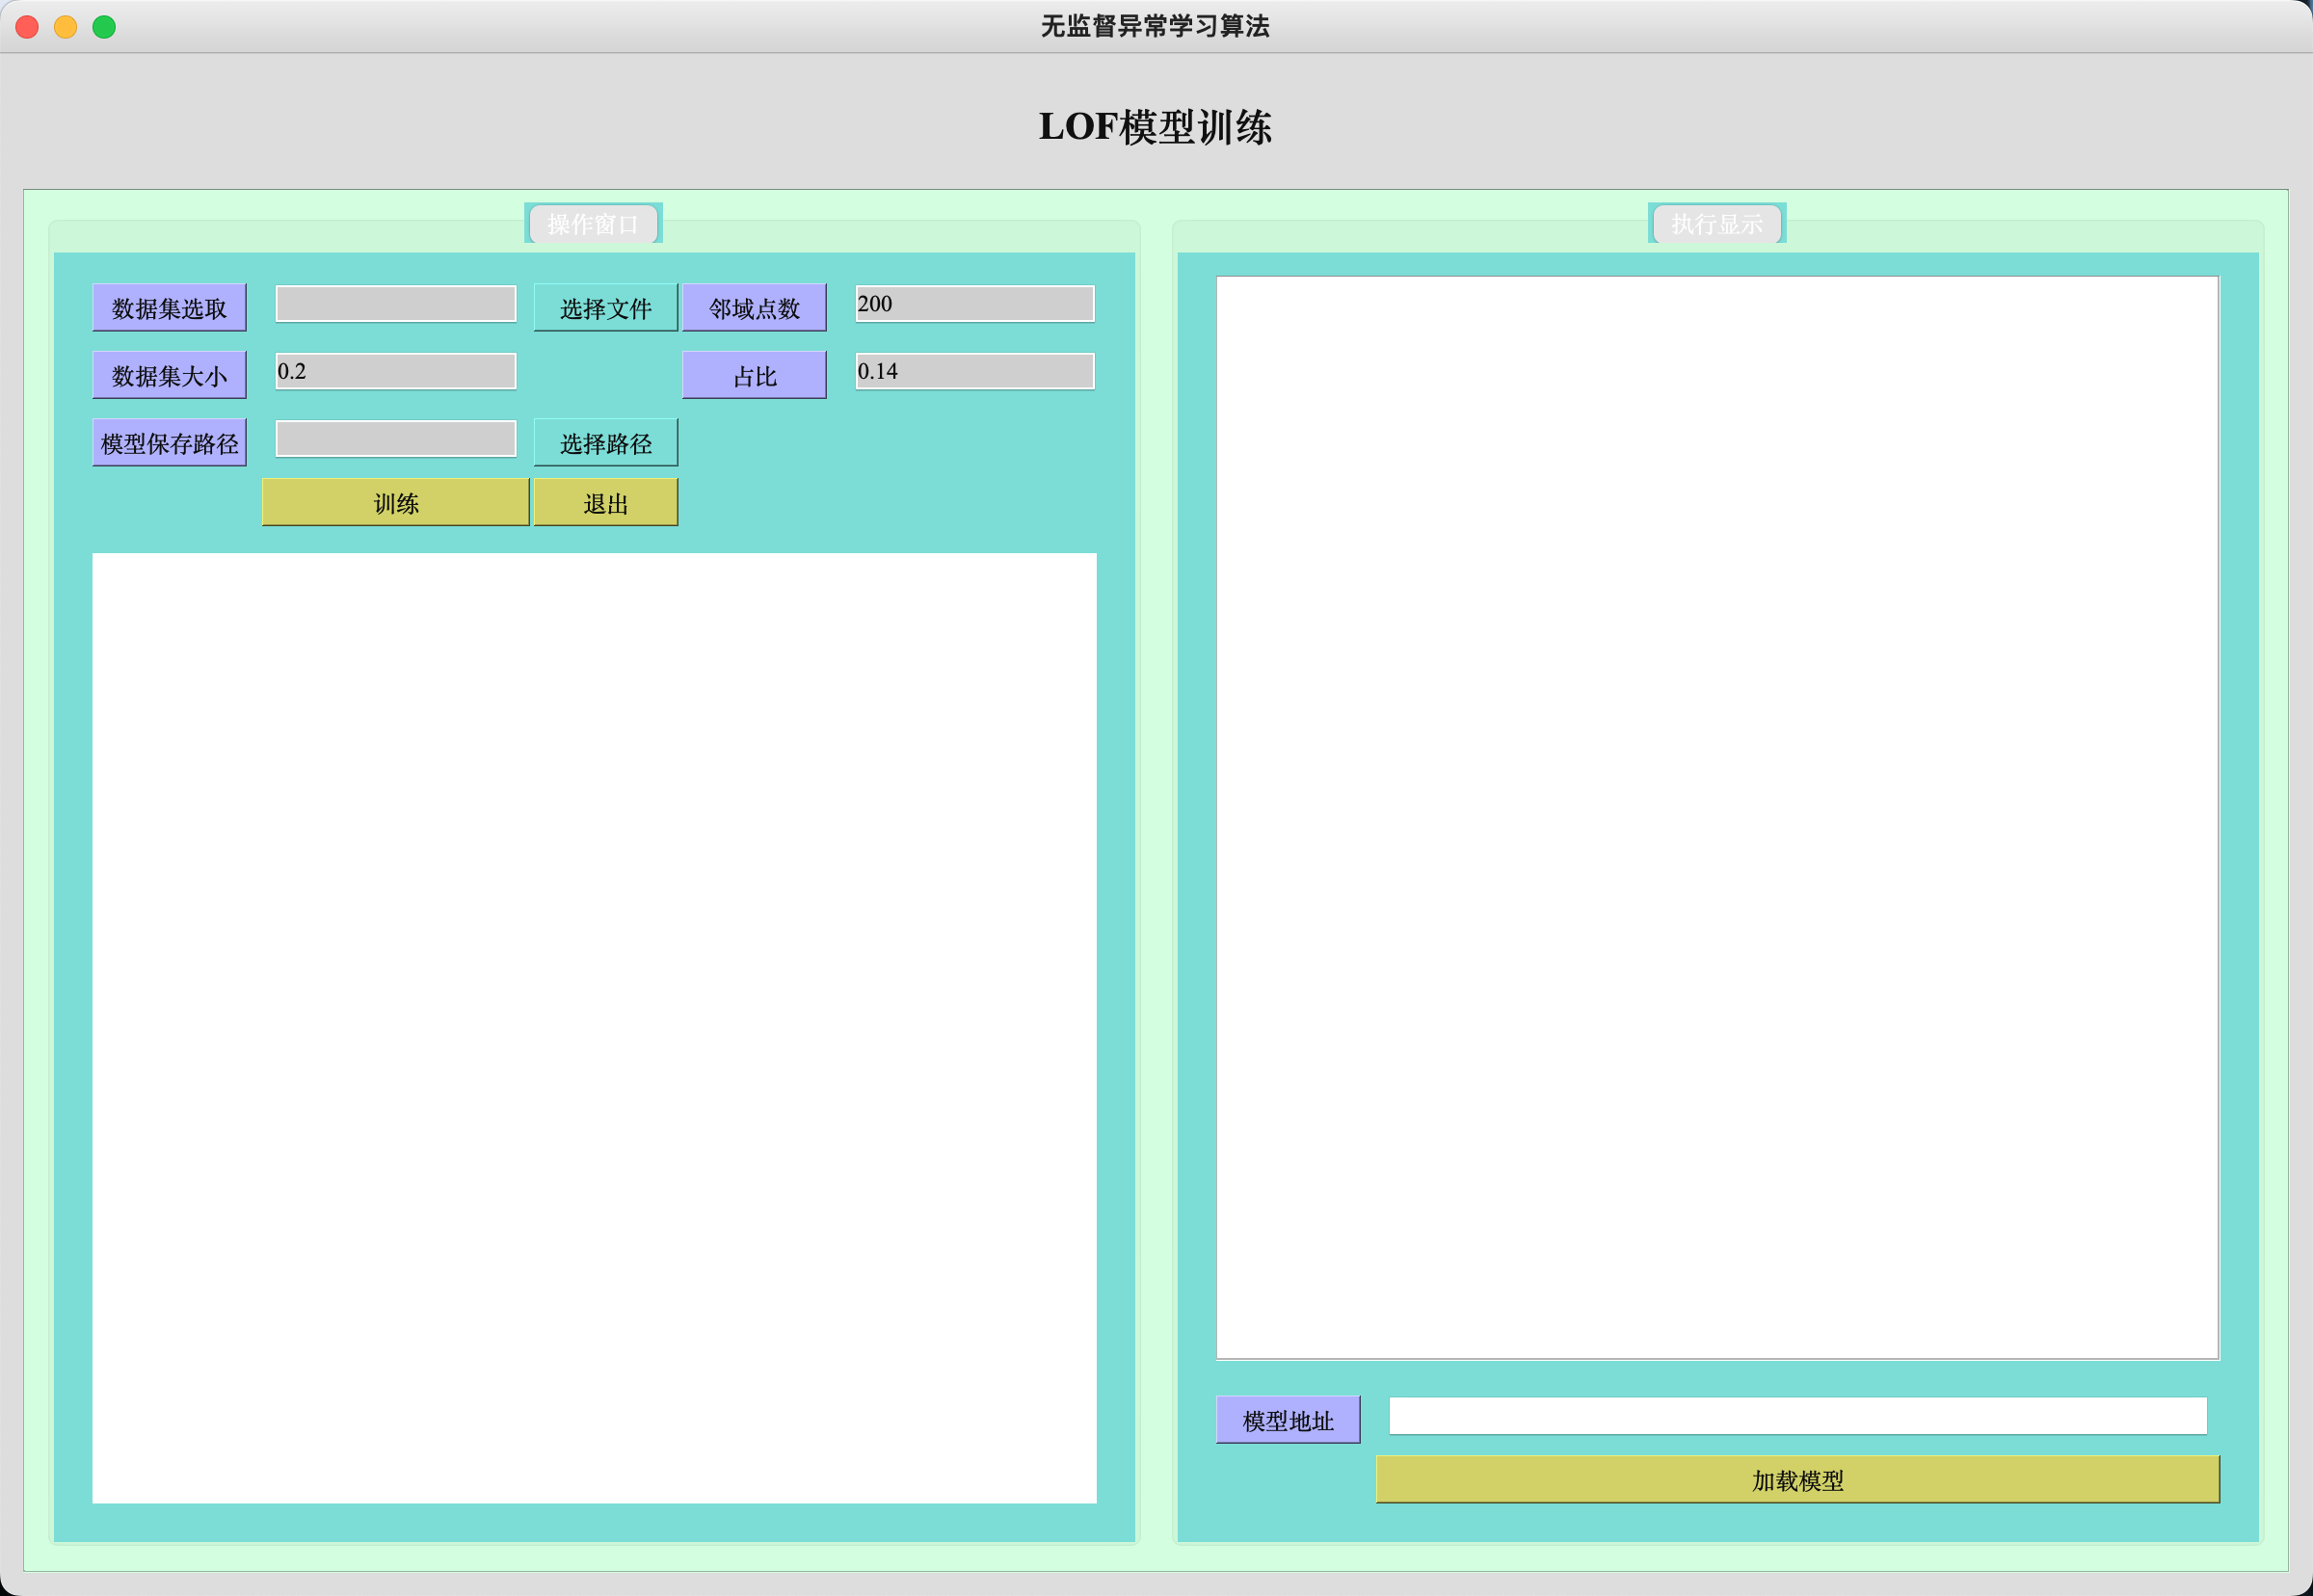 无监督异常学习算法
LOF模型训练
操作窗口
数据集选取 选择文件 邻域点数 200
数据集大小 0.2 占比 0.14
模型保存路径 选择路径
训练 退出
执行显示
模型地址
加载模型